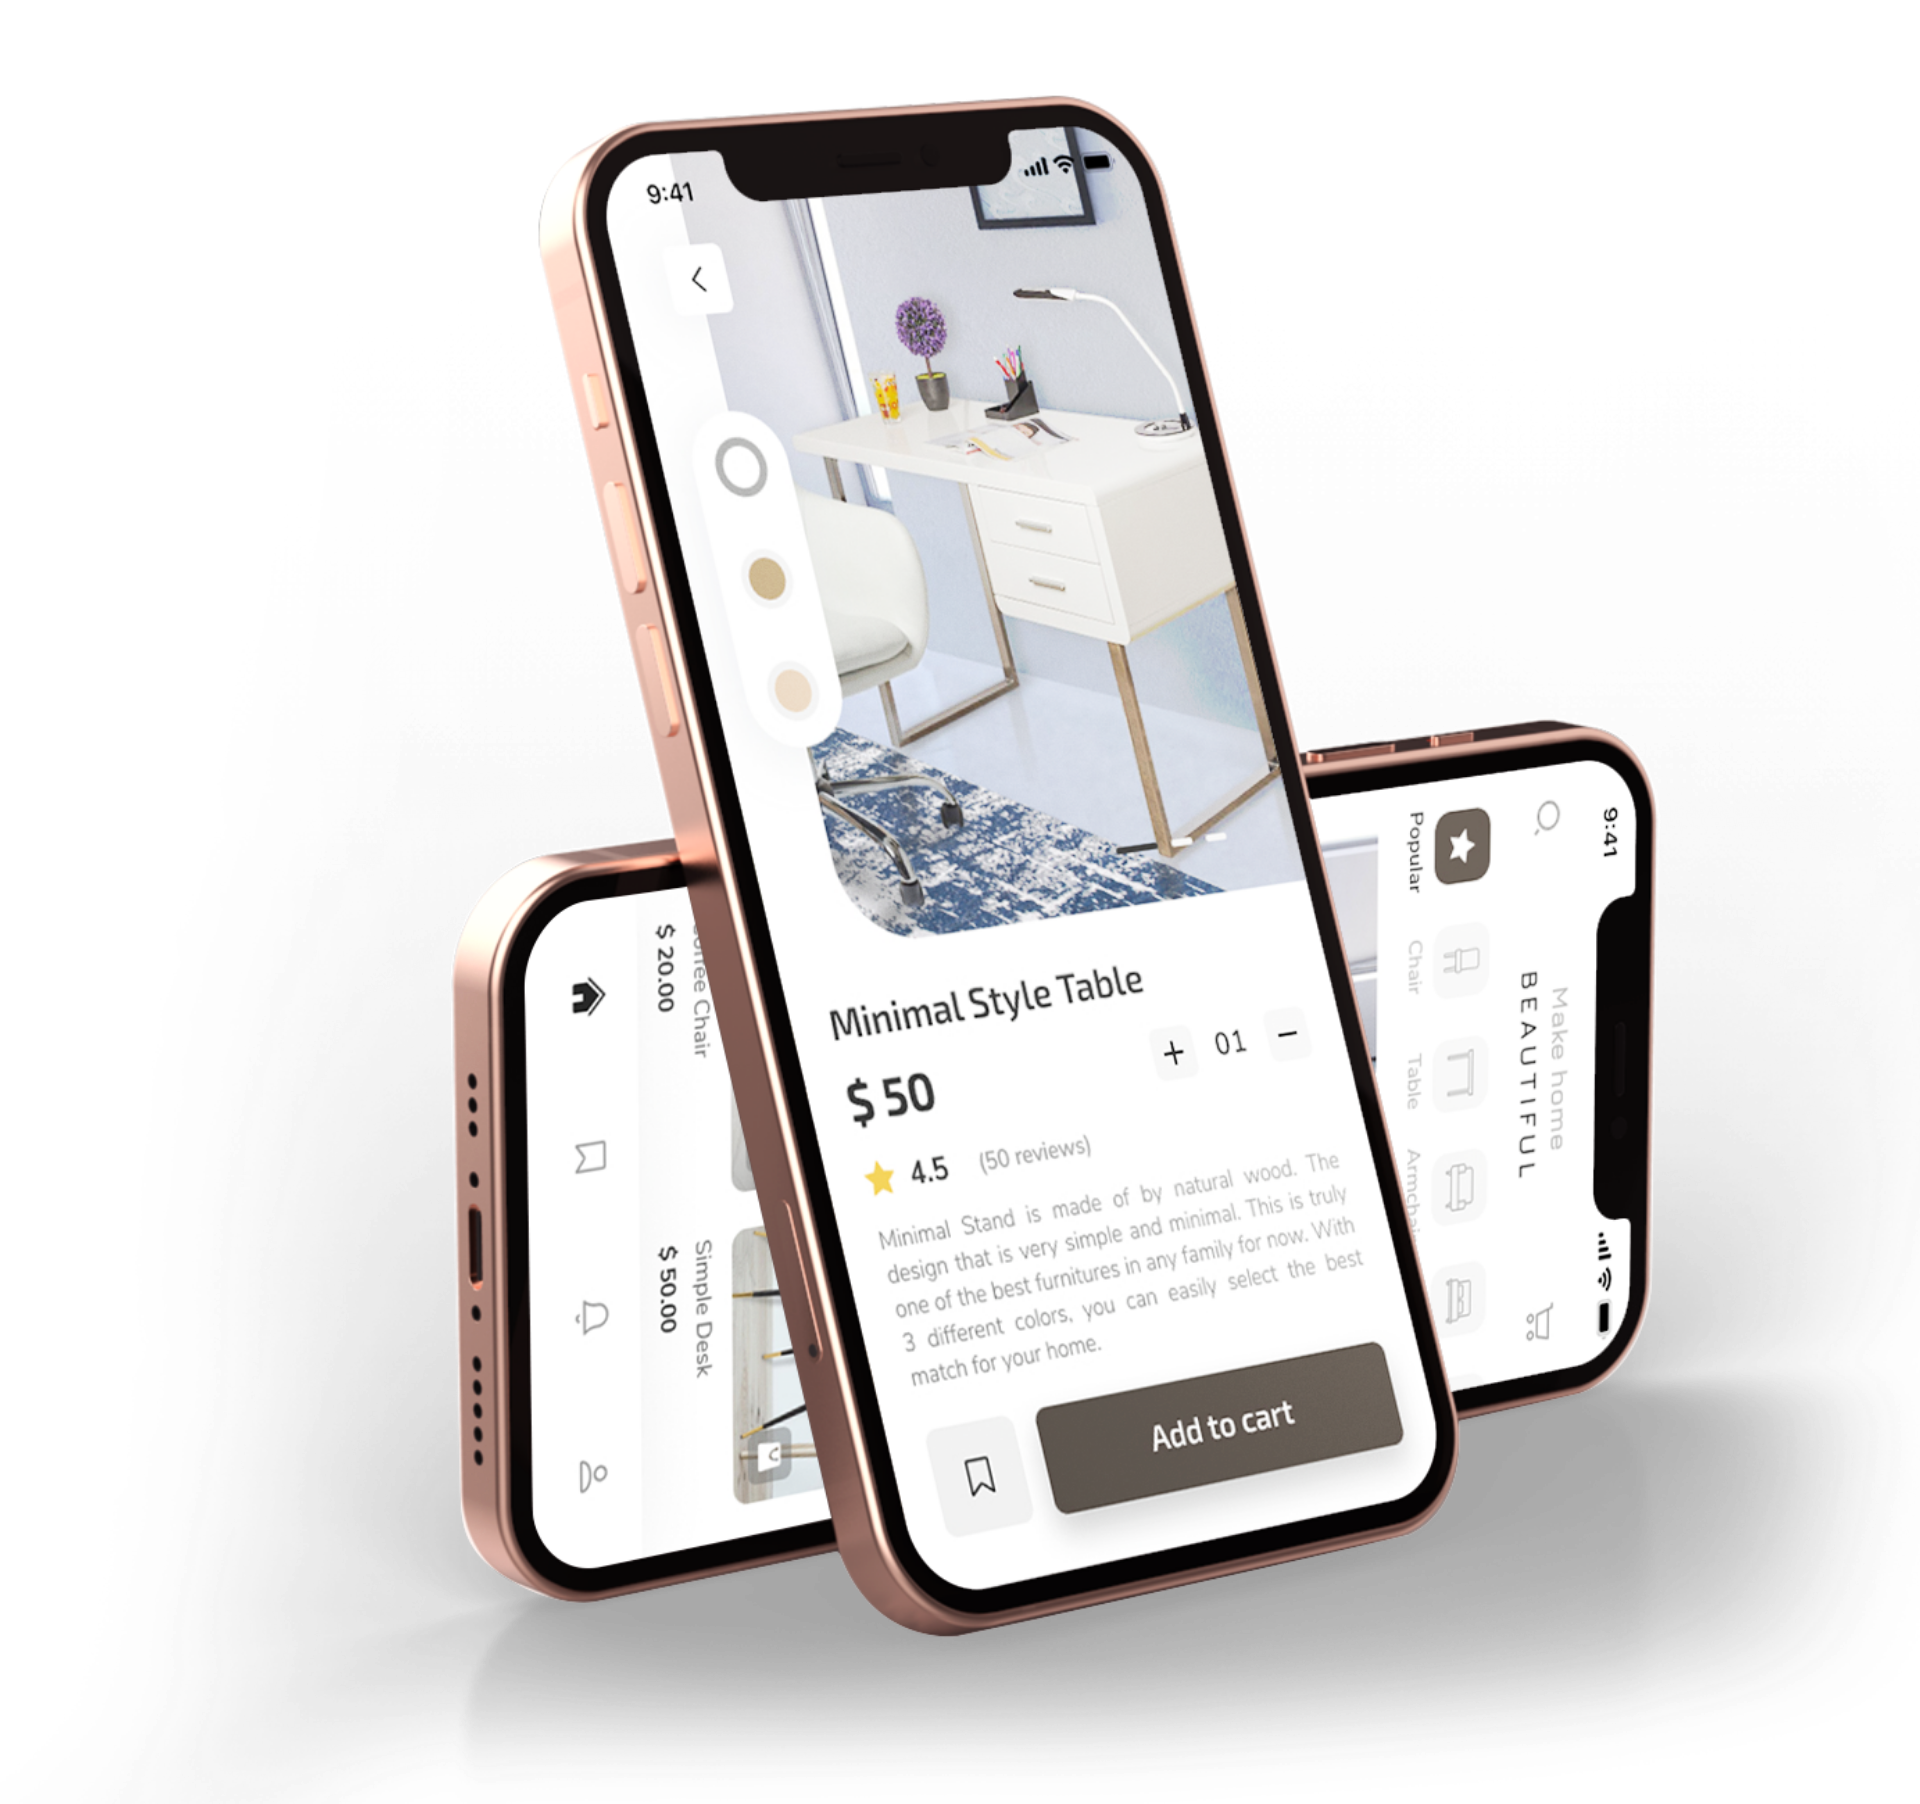 9:41
Minimal Style Table
+ 01 −
$ 50
4.5 (50 reviews)
Minimal Stand is made of by natural wood. The
design that is very simple and minimal. This is truly
one of the best furnitures in any family for now. With
3 different colors, you can easily select the best
match for your home.
Add to cart
9:41
Make home
BEAUTIFUL
Popular
Chair
Table
Chair
$ 20.00
Simple Desk
$ 50.00